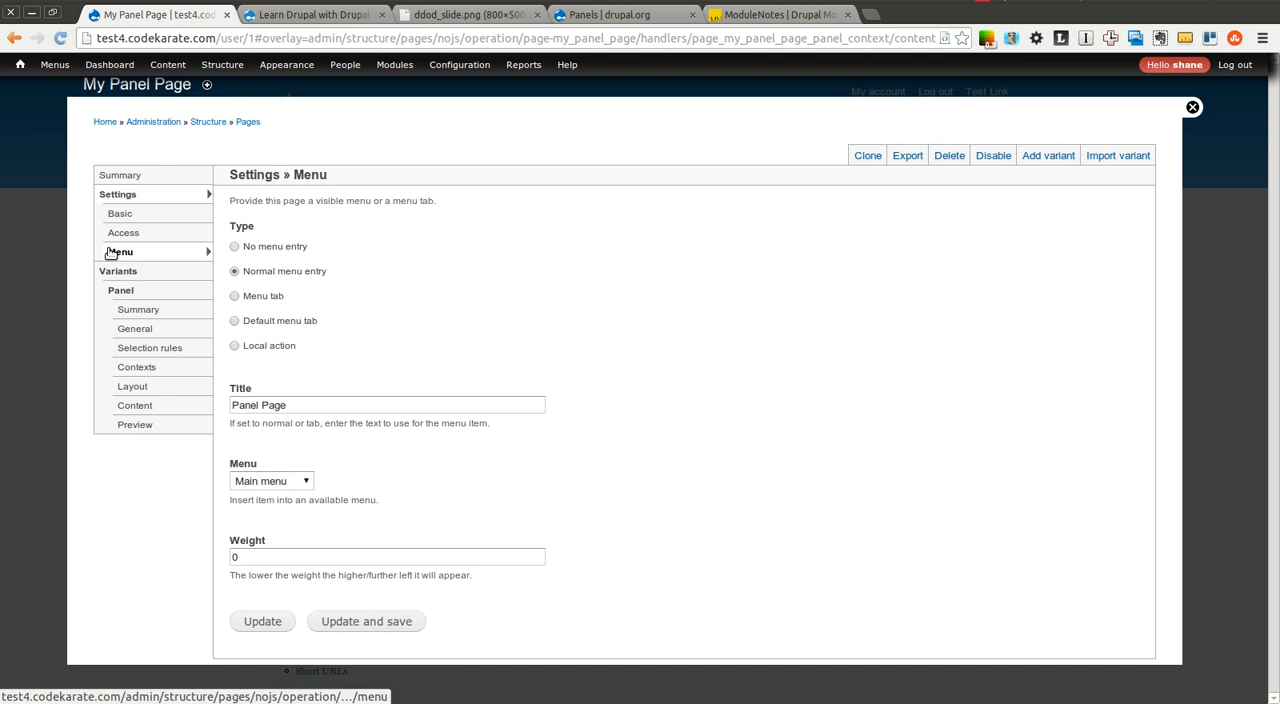 My Panel Page | test4.cod
Learn Drupal with Drupal
ddod_slide.png (800×500
Panels | drupal.org
ModuleNotes | Drupal Mo
test4.codekarate.com/user/1#overlay=admin/structure/pages/nojs/operation/page-my_panel_page/handlers/page_my_panel_page_panel_context/content
Menus Dashboard Content Structure Appearance People Modules Configuration Reports Help Hello shane Log out
My Panel Page
My account Log out Test Link
Home » Administration » Structure » Pages
Clone Export Delete Disable Add variant Import variant
Summary
Settings
Basic
Access
Menu
Variants
Panel
Summary
General
Selection rules
Contexts
Layout
Content
Preview
Settings » Menu
Provide this page a visible menu or a menu tab.
Type
No menu entry
Normal menu entry
Menu tab
Default menu tab
Local action
Title
Panel Page
If set to normal or tab, enter the text to use for the menu item.
Menu
Main menu
Insert item into an available menu.
Weight
0
The lower the weight the higher/further left it will appear.
Update Update and save
Short URLs
test4.codekarate.com/admin/structure/pages/nojs/operation/.../menu